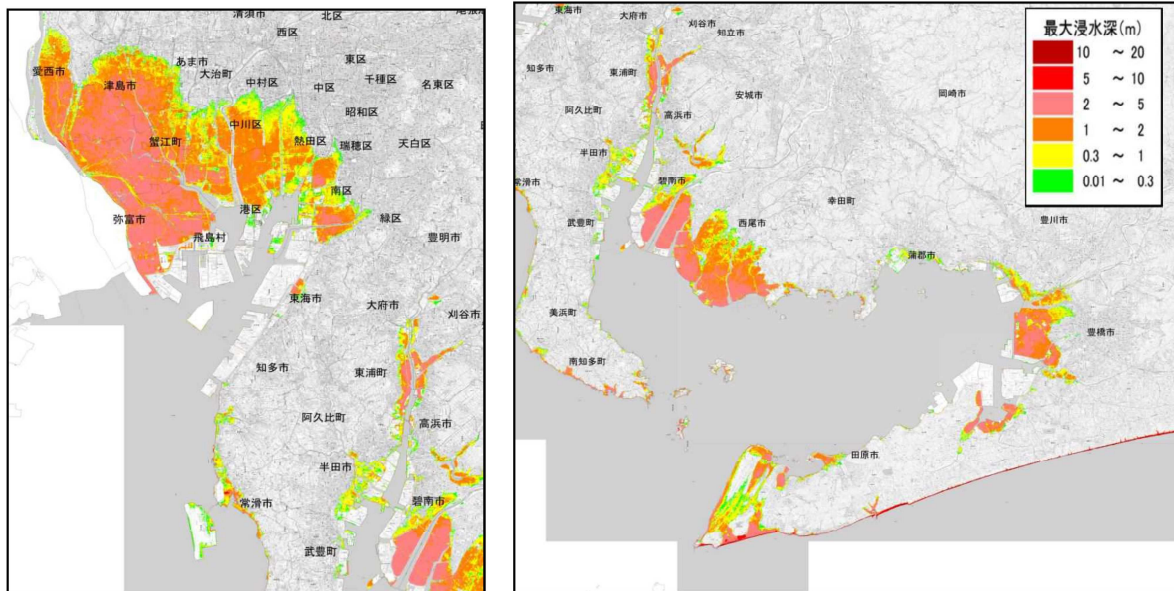 清須市
北区
西区
東区
あま市
大治町
愛西市
津島市
中村区
中区
千種区
名東区
昭和区
中川区
蟹江町
熱田区
瑞穂区
天白区
南区
港区
緑区
弥富市
飛島村
豊明市
東海市
大府市
刈谷市
知多市
東浦町
阿久比町
高浜市
半田市
常滑市
碧南市
武豊町
東海市
大府市
刈谷市
知立市
知多市
東浦町
安城市
岡崎市
阿久比町
高浜市
半田市
常滑市
碧南市
武豊町
西尾市
幸田町
豊川市
蒲郡市
美浜町
豊橋市
南知多町
田原市
最大浸水深(m)
10 ～ 20
5 ～ 10
2 ～ 5
1 ～ 2
0.3 ～ 1
0.01 ～ 0.3